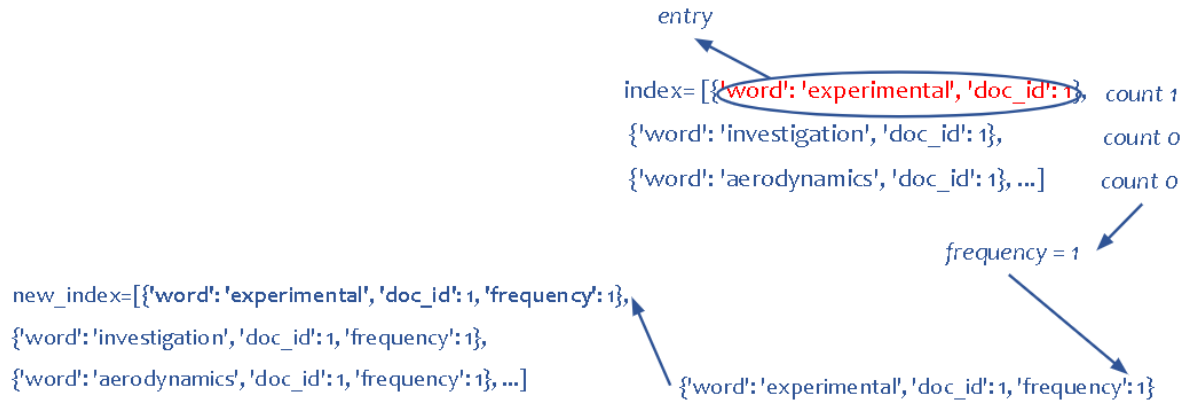 entry
index= [{'word': 'experimental', 'doc_id': 1}, count 1
{'word': 'investigation', 'doc_id': 1}, count 0
{'word': 'aerodynamics', 'doc_id': 1}, ...] count 0
frequency = 1
new_index=[{'word': 'experimental', 'doc_id': 1, 'frequency': 1},
{'word': 'investigation', 'doc_id': 1, 'frequency': 1},
{'word': 'aerodynamics', 'doc_id': 1, 'frequency': 1}, ...]
{'word': 'experimental', 'doc_id': 1, 'frequency': 1}